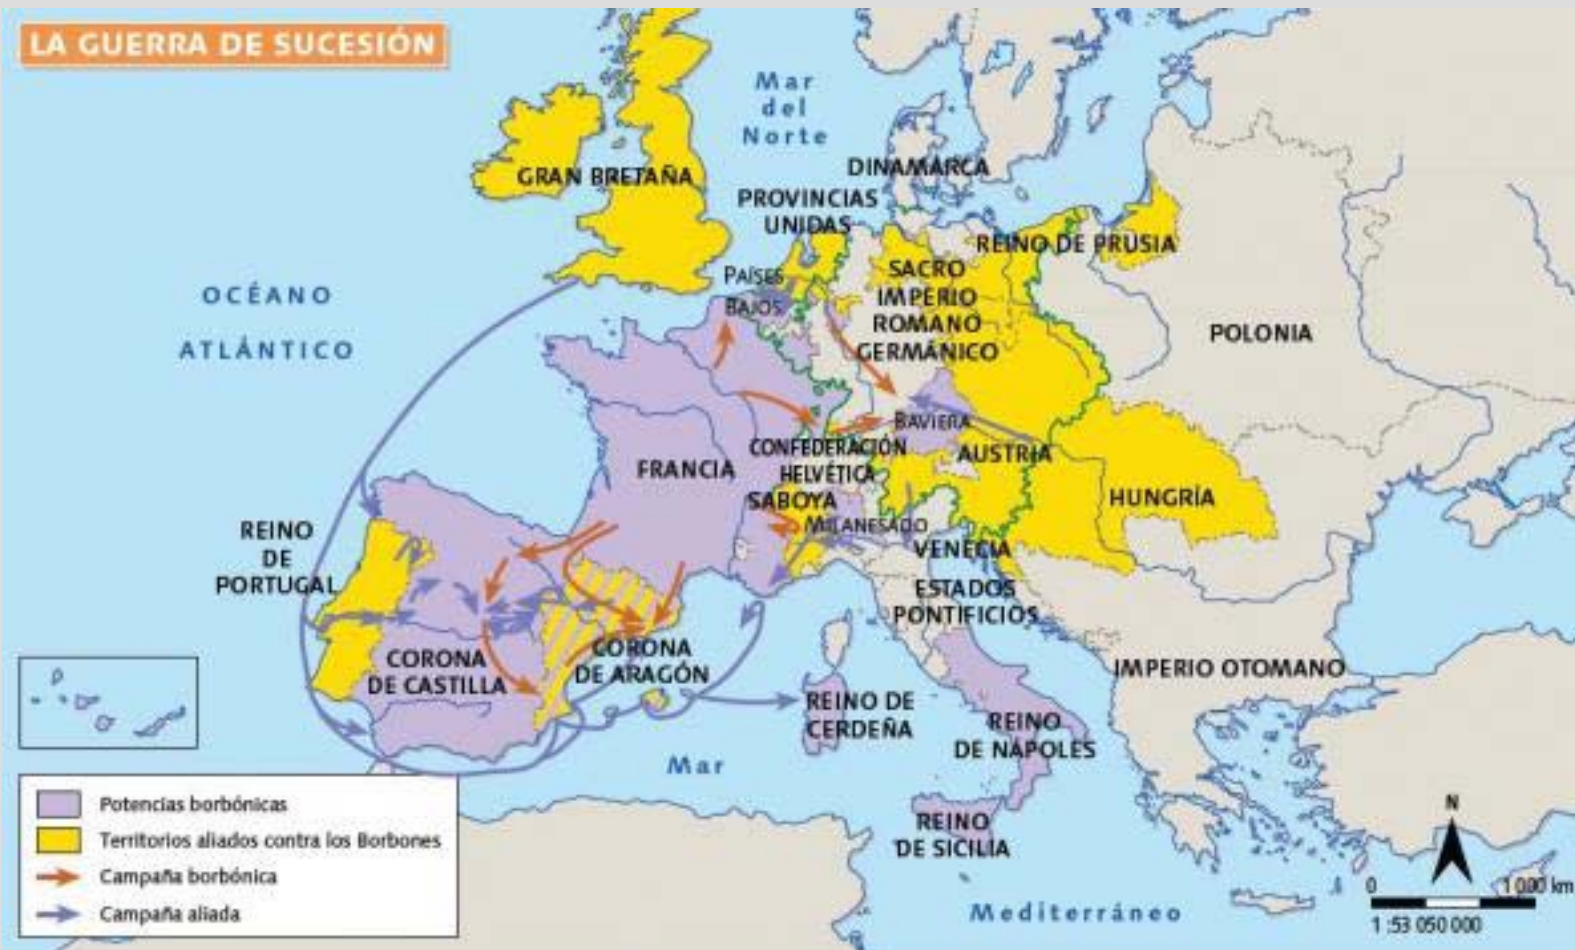 LA GUERRA DE SUCESIÓN
Mar
del
Norte
DINAMARCA
GRAN BRETAÑA
PROVINCIAS
UNIDAS
REINO DE PRUSIA
PAÍSES
BAJOS
SACRO
IMPERIO
ROMANO
GERMÁNICO
OCÉANO
ATLÁNTICO
POLONIA
BAVIERA
CONFEDERACIÓN
HELVÉTICA
AUSTRIA
FRANCIA
SABOYA
HUNGRÍA
MILANESADO
REINO
DE
PORTUGAL
VENECIA
ESTADOS
PONTIFICIOS
CORONA
DE CASTILLA
CORONA
DE ARAGÓN
IMPERIO OTOMANO
REINO DE
CERDEÑA
REINO
DE NÁPOLES
Mar
REINO
DE SICILIA
Mediterráneo
Potencias borbónicas
Territorios aliados contra los Borbones
Campaña borbónica
Campaña aliada
N
0 1 000 km
1 :53 050 000